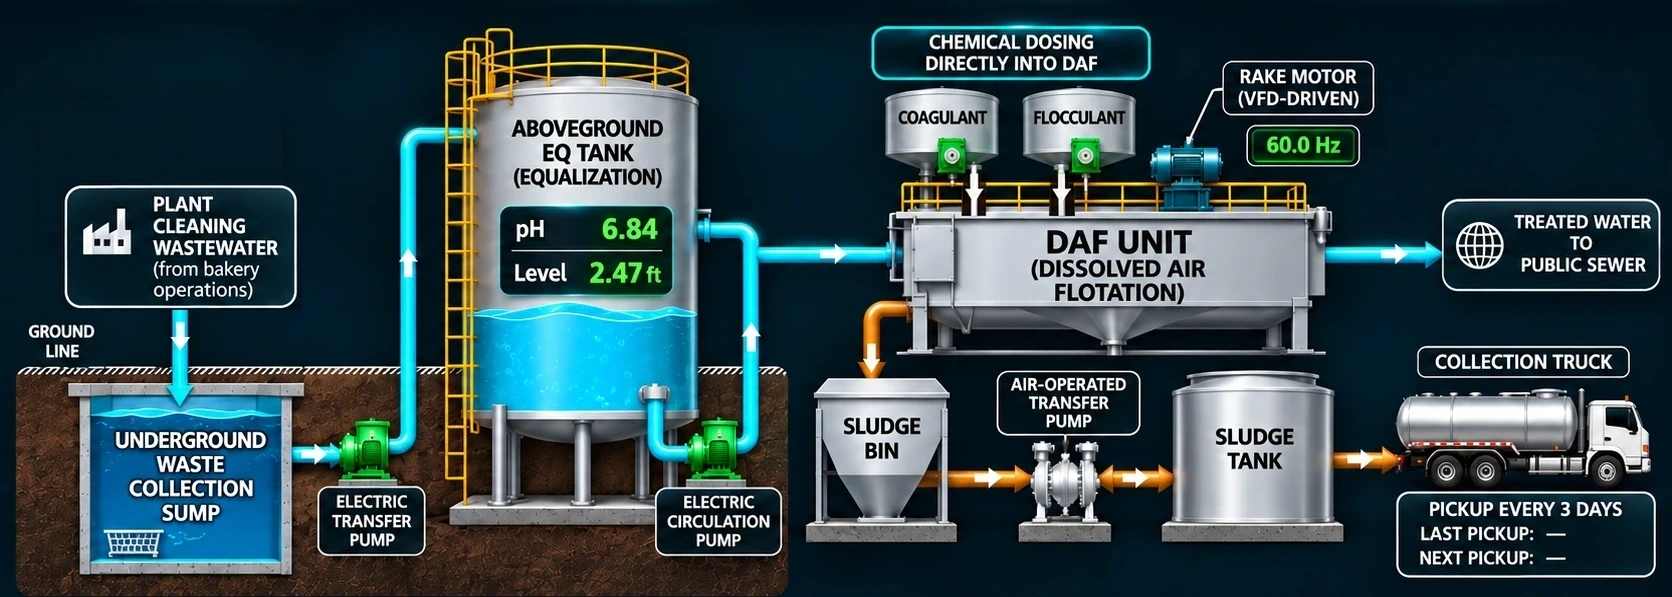 PLANT
CLEANING
WASTEWATER
(from bakery
operations)
GROUND
LINE
UNDERGROUND
WASTE
COLLECTION
SUMP
ELECTRIC
TRANSFER
PUMP
ABOVEGROUND
EQ TANK
(EQUALIZATION)
pH 6.84
Level 2.47 ft
ELECTRIC
CIRCULATION
PUMP
CHEMICAL DOSING
DIRECTLY INTO DAF
COAGULANT
FLOCCULANT
RAKE MOTOR
(VFD-DRIVEN)
60.0 Hz
DAF UNIT
(DISSOLVED AIR
FLOTATION)
TREATED WATER
TO
PUBLIC SEWER
SLUDGE
BIN
AIR-OPERATED
TRANSFER
PUMP
SLUDGE
TANK
COLLECTION TRUCK
PICKUP EVERY 3 DAYS
LAST PICKUP: —
NEXT PICKUP: —